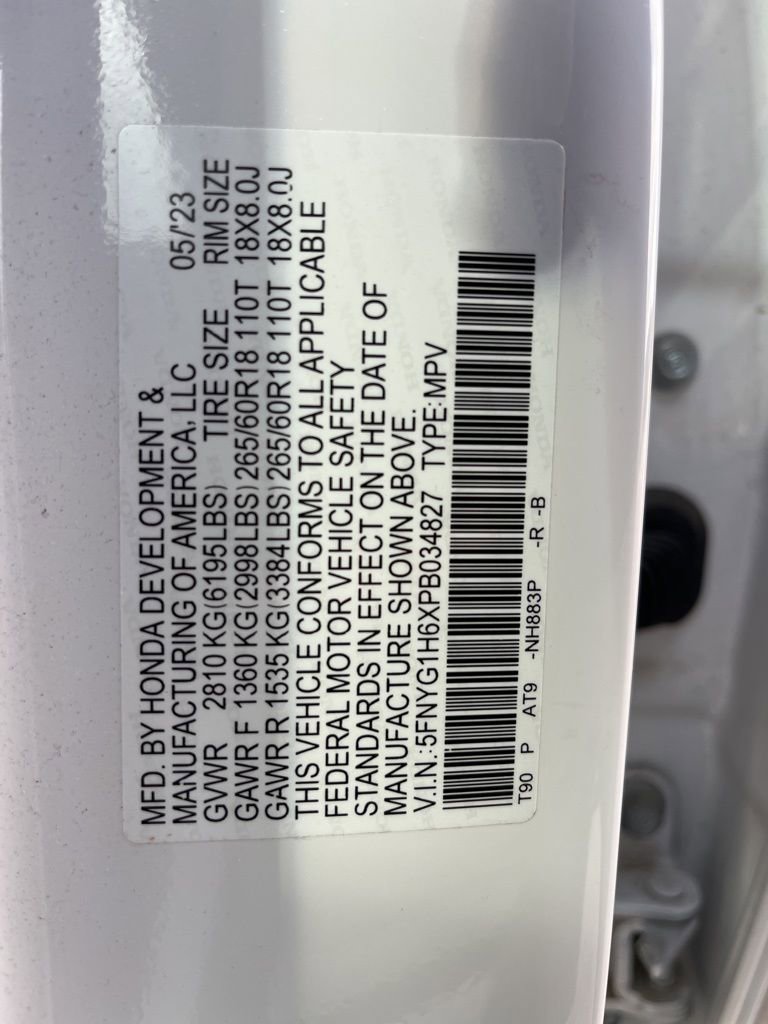 MFD. BY HONDA DEVELOPMENT &
MANUFACTURING OF AMERICA, LLC 05/'23
GVWR 2810 KG(6195LBS) TIRE SIZE RIM SIZE
GAWR F 1360 KG(2998LBS) 265/60R18 110T 18X8.0J
GAWR R 1535 KG(3384LBS) 265/60R18 110T 18X8.0J
THIS VEHICLE CONFORMS TO ALL APPLICABLE
FEDERAL MOTOR VEHICLE SAFETY
STANDARDS IN EFFECT ON THE DATE OF
MANUFACTURE SHOWN ABOVE.
V.I.N.:5FNYG1H6XPB034827 TYPE:MPV
T90 P AT9 -NH883P -R -B